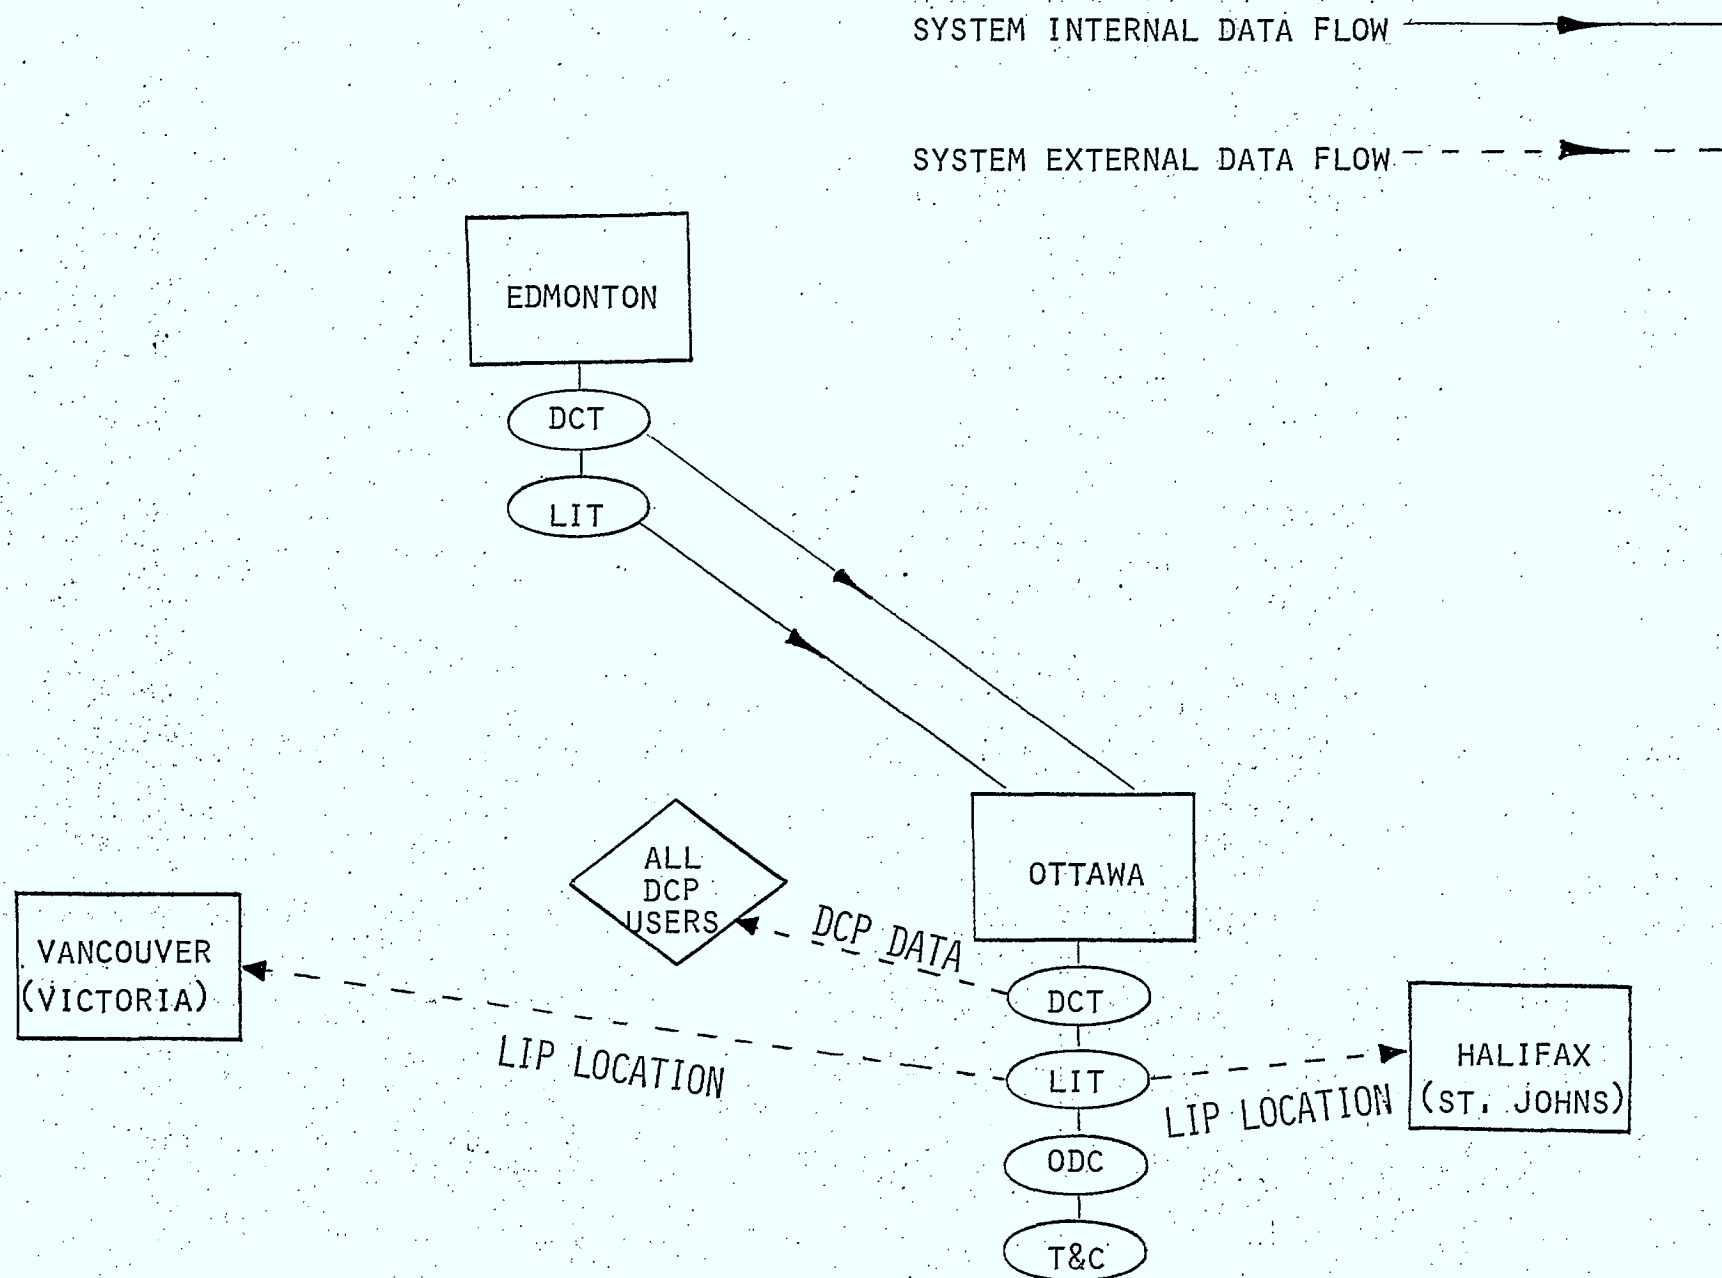 SYSTEM INTERNAL DATA FLOW
SYSTEM EXTERNAL DATA FLOW
EDMONTON
DCT
LIT
ALL
DCP
USERS
DCP DATA
OTTAWA
VANCOUVER
(VICTORIA)
LIP LOCATION
DCT
LIT
ODC
T&C
LIP LOCATION
HALIFAX
(ST. JOHNS)